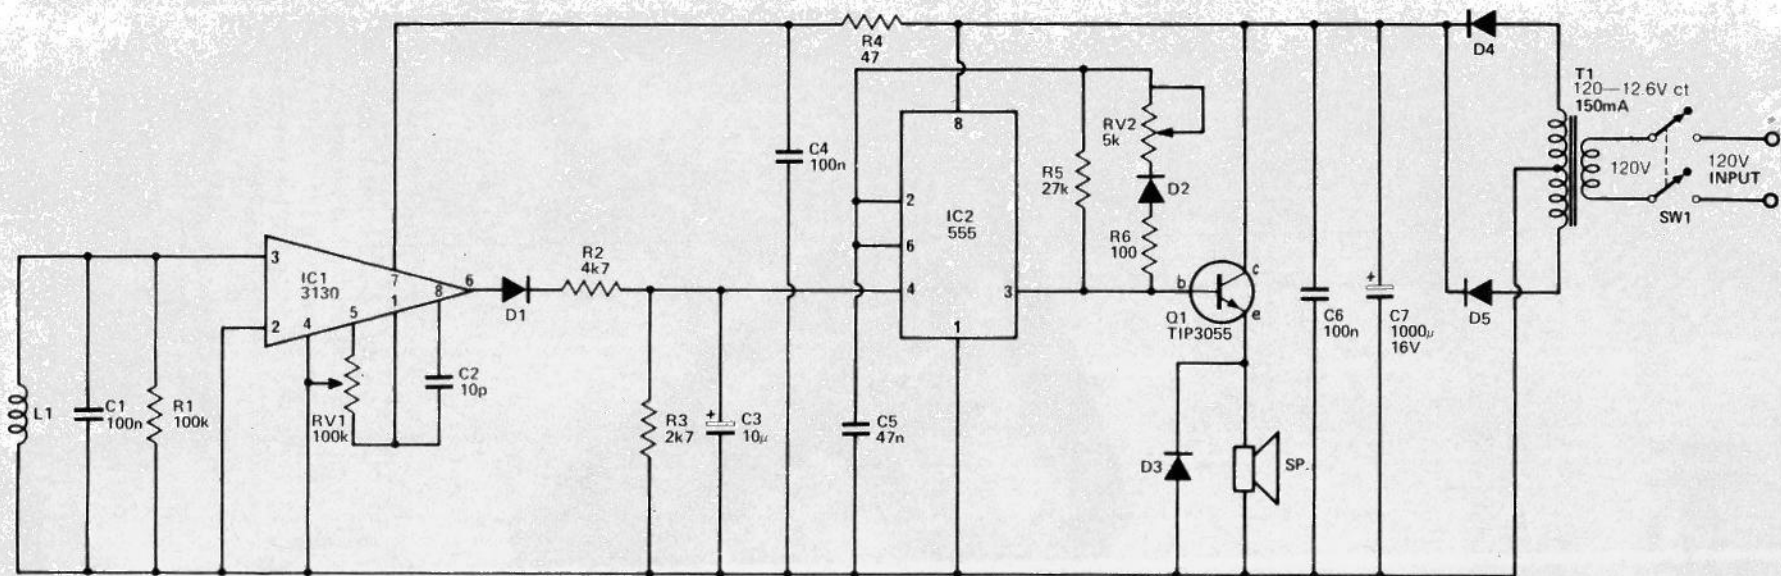 R4
47
D4
T1
120—12.6V ct
150mA
120V
120V
INPUT
SW1
8
C4
100n
RV2
5k
R5
27k
D2
R6
100
2
6
IC2
555
4
3
1
3
IC1
3130
7
6
8
1
5
4
2
D1
R2
4k7
b
c
e
Q1
TIP3055
C6
100n
+
C7
1000μ
16V
D5
L1
C1
100n
R1
100k
RV1
100k
C2
10p
R3
2k7
+
C3
10μ
C5
47n
D3
SP.